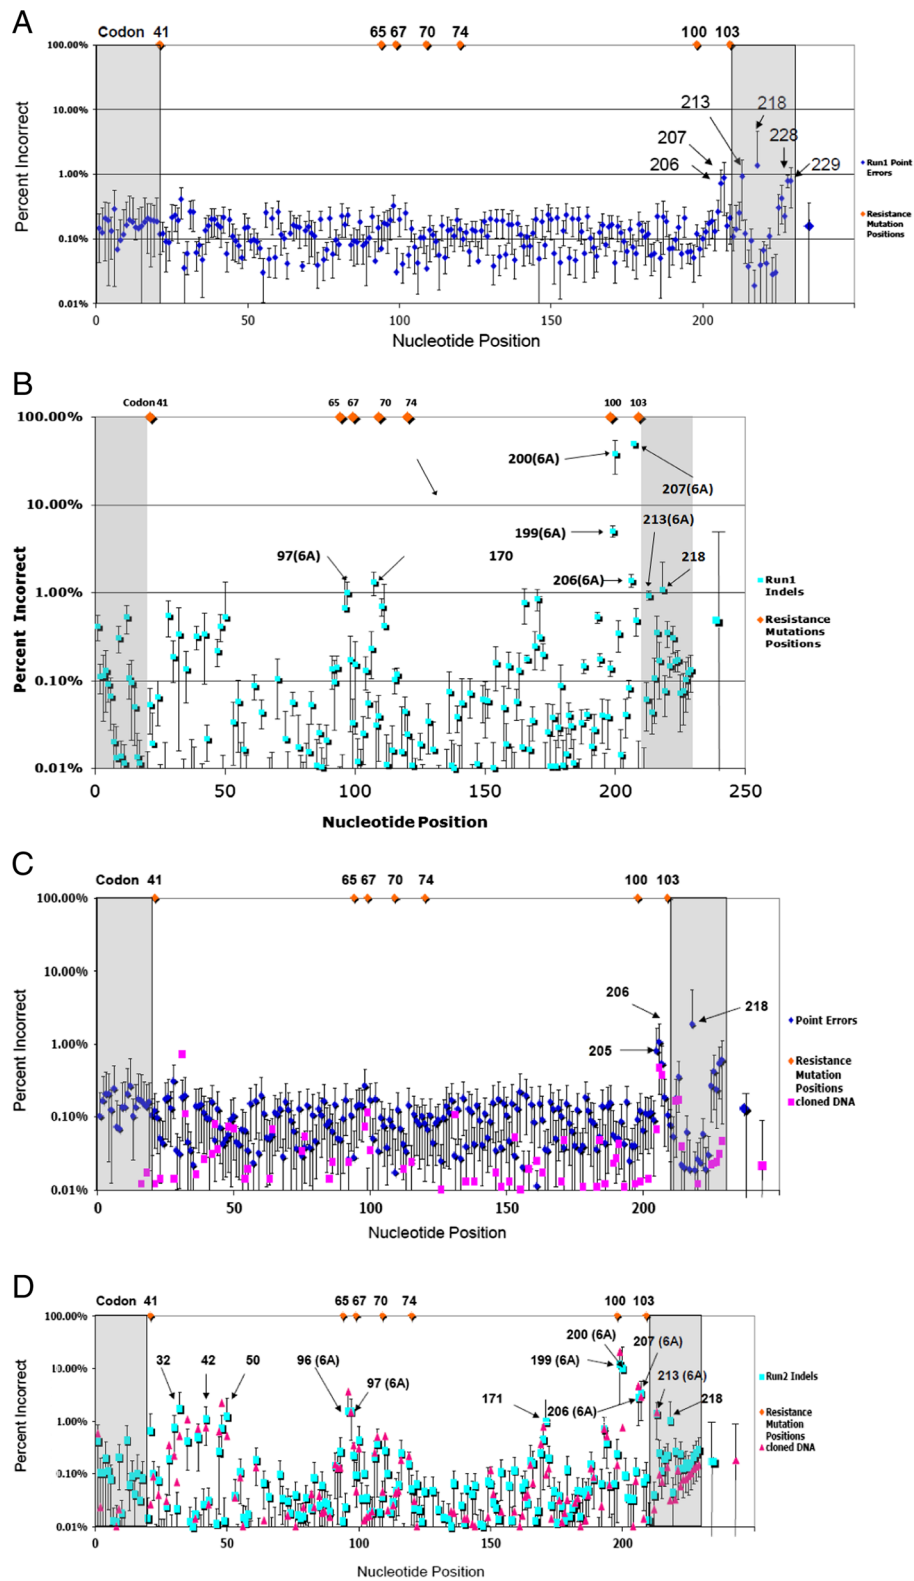 A
Codon 41 65 67 70 74 100 103
100.00%
10.00%
1.00%
0.10%
0.01%
Percent Incorrect
213 218
207 228
206 229
Run1 Point
Errors
Resistance
Mutation
Positions
0 50 100 150 200
Nucleotide Position
B
Codon 41 65 67 70 74 100 103
100.00%
10.00%
1.00%
0.10%
0.01%
Percent Incorrect
200(6A)
207(6A)
199(6A) 213(6A)
97(6A) 170 218
206(6A)
Run1
Indels
Resistance
Mutations
Positions
0 50 100 150 200 250
Nucleotide Position
C
Codon 41 65 67 70 74 100 103
100.00%
10.00%
1.00%
0.10%
0.01%
Percent Incorrect
206 218
205
Point Errors
Resistance
Mutation
Positions
cloned DNA
0 50 100 150 200
Nucleotide Position
D
Codon 41 65 67 70 74 100 103
100.00%
10.00%
1.00%
0.10%
0.01%
Percent Incorrect
200 (6A) 207 (6A)
32 42 50 96 (6A) 199 (6A)
97 (6A) 213 (6A)
171 206 (6A) 218
Run2 Indels
Resistance
Mutation
Positions
cloned DNA
0 50 100 150 200
Nucleotide Position